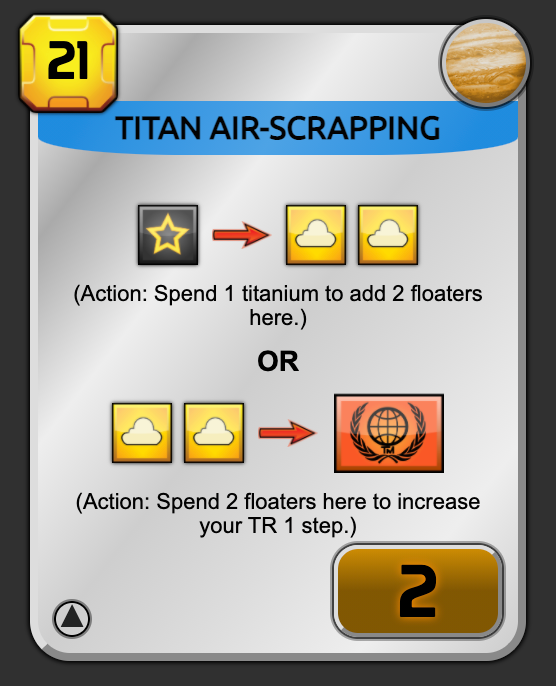 21
TITAN AIR-SCRAPPING
(Action: Spend 1 titanium to add 2 floaters
here.)
OR
TM
(Action: Spend 2 floaters here to increase
your TR 1 step.)
2